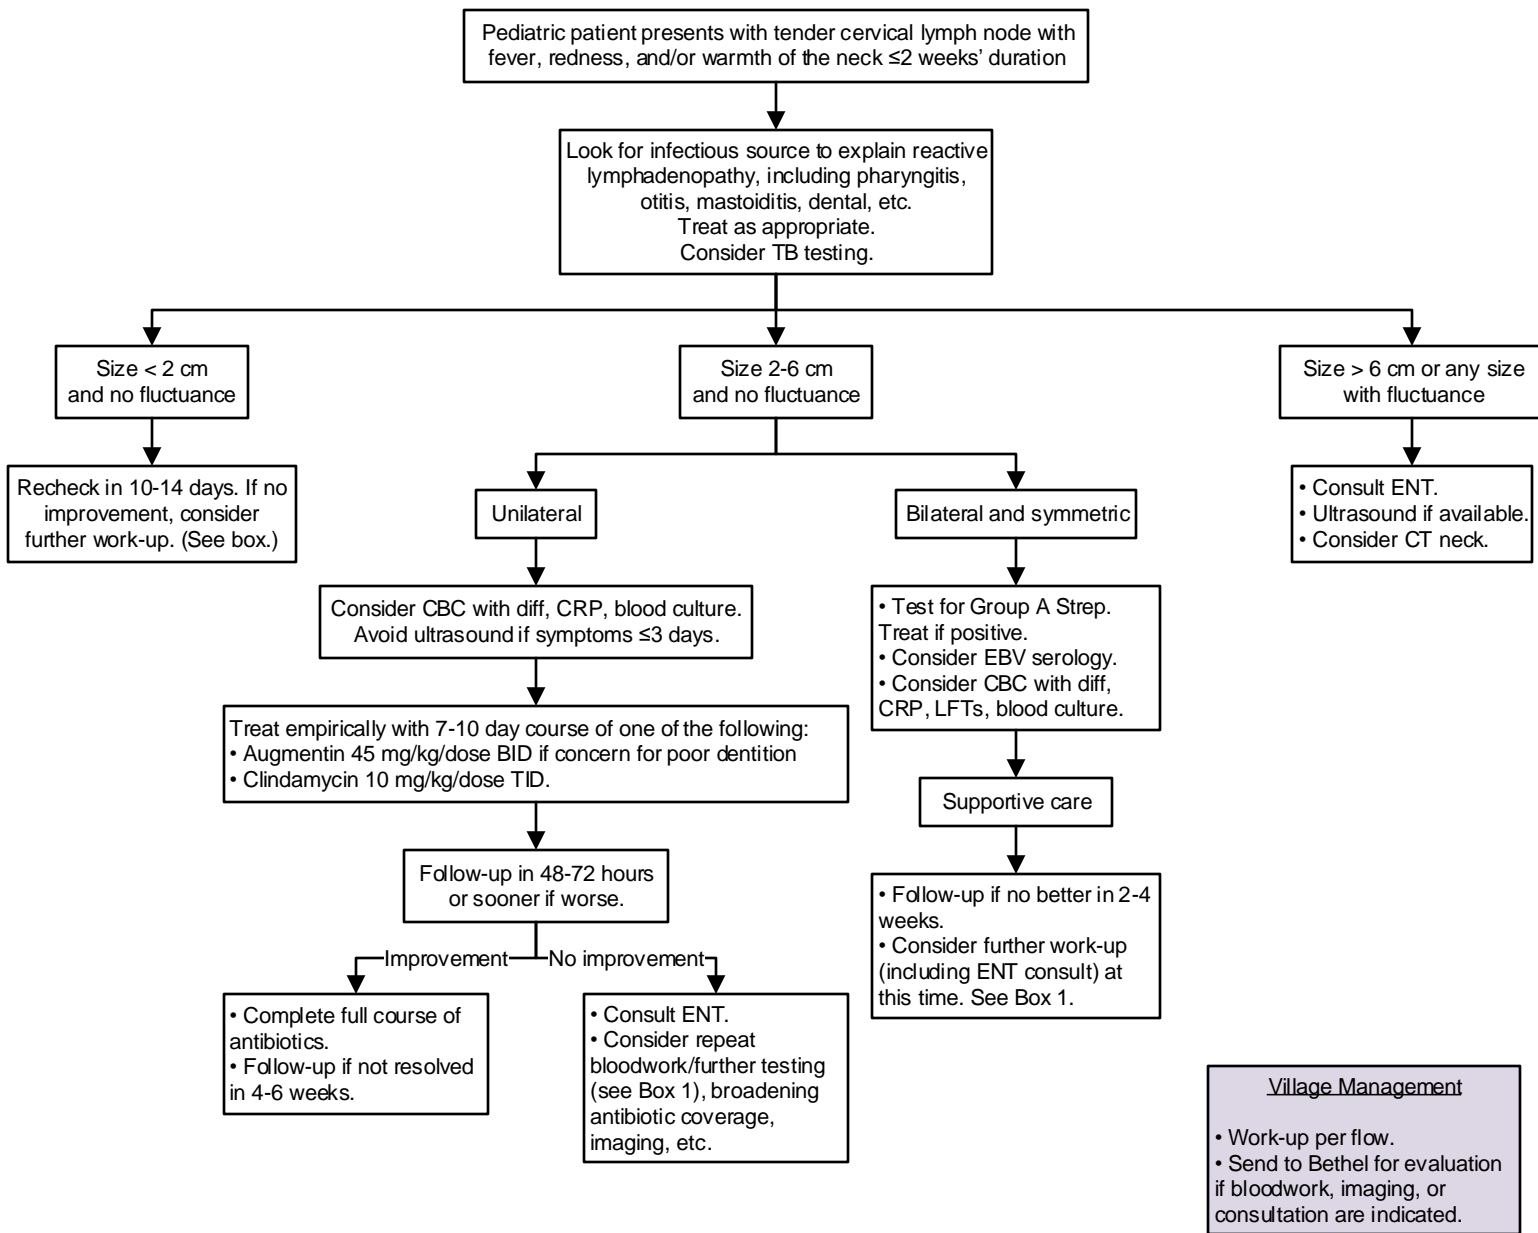 Pediatric patient presents with tender cervical lymph node with
fever, redness, and/or warmth of the neck ≤2 weeks’ duration
Look for infectious source to explain reactive
lymphadenopathy, including pharyngitis,
otitis, mastoiditis, dental, etc.
Treat as appropriate.
Consider TB testing.
Size < 2 cm
and no fluctuance
Size 2-6 cm
and no fluctuance
Size > 6 cm or any size
with fluctuance
Recheck in 10-14 days. If no
improvement, consider
further work-up. (See box.)
Unilateral
Bilateral and symmetric
• Consult ENT.
• Ultrasound if available.
• Consider CT neck.
Consider CBC with diff, CRP, blood culture.
Avoid ultrasound if symptoms ≤3 days.
• Test for Group A Strep.
Treat if positive.
• Consider EBV serology.
• Consider CBC with diff,
CRP, LFTs, blood culture.
Treat empirically with 7-10 day course of one of the following:
• Augmentin 45 mg/kg/dose BID if concern for poor dentition
• Clindamycin 10 mg/kg/dose TID.
Supportive care
Follow-up in 48-72 hours
or sooner if worse.
• Follow-up if no better in 2-4
weeks.
• Consider further work-up
(including ENT consult) at
this time. See Box 1.
Improvement
No improvement
• Complete full course of
antibiotics.
• Follow-up if not resolved
in 4-6 weeks.
• Consult ENT.
• Consider repeat
bloodwork/further testing
(see Box 1), broadening
antibiotic coverage,
imaging, etc.
Village Management
• Work-up per flow.
• Send to Bethel for evaluation
if bloodwork, imaging, or
consultation are indicated.